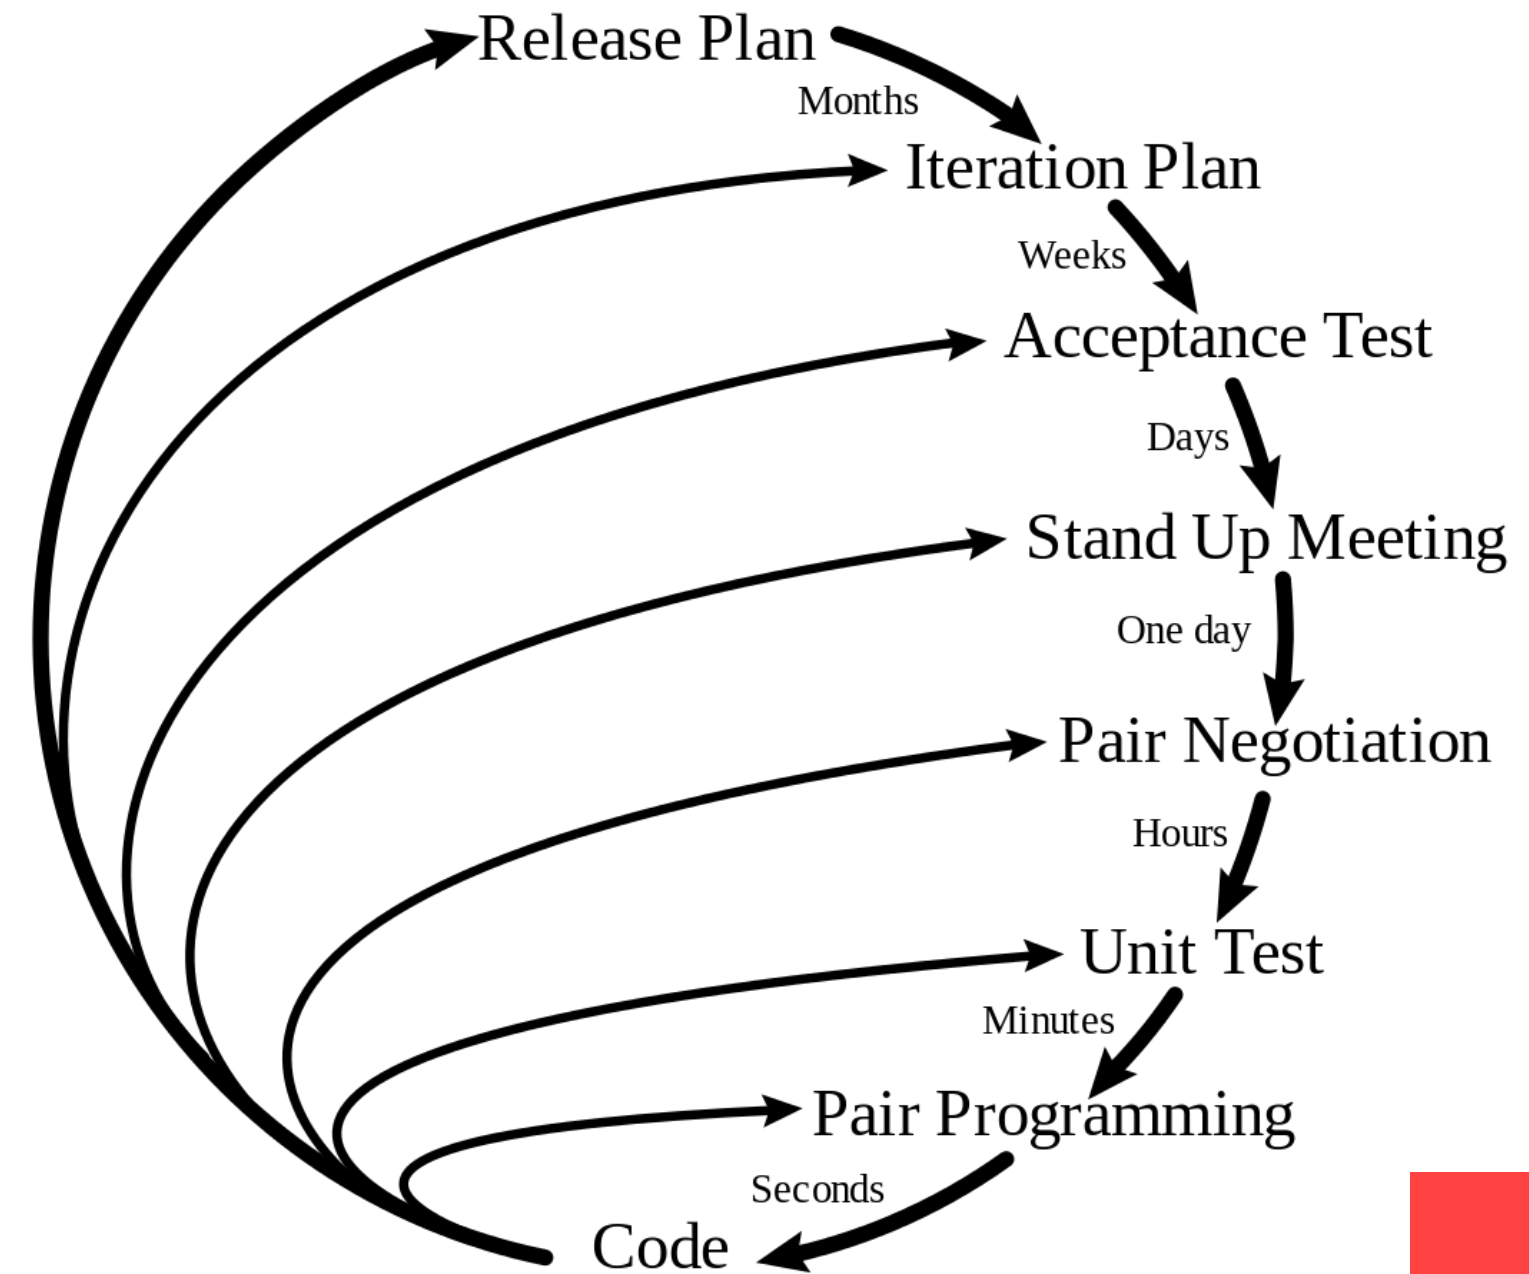 Release Plan
Months
Iteration Plan
Weeks
Acceptance Test
Days
Stand Up Meeting
One day
Pair Negotiation
Hours
Unit Test
Minutes
Pair Programming
Seconds
Code